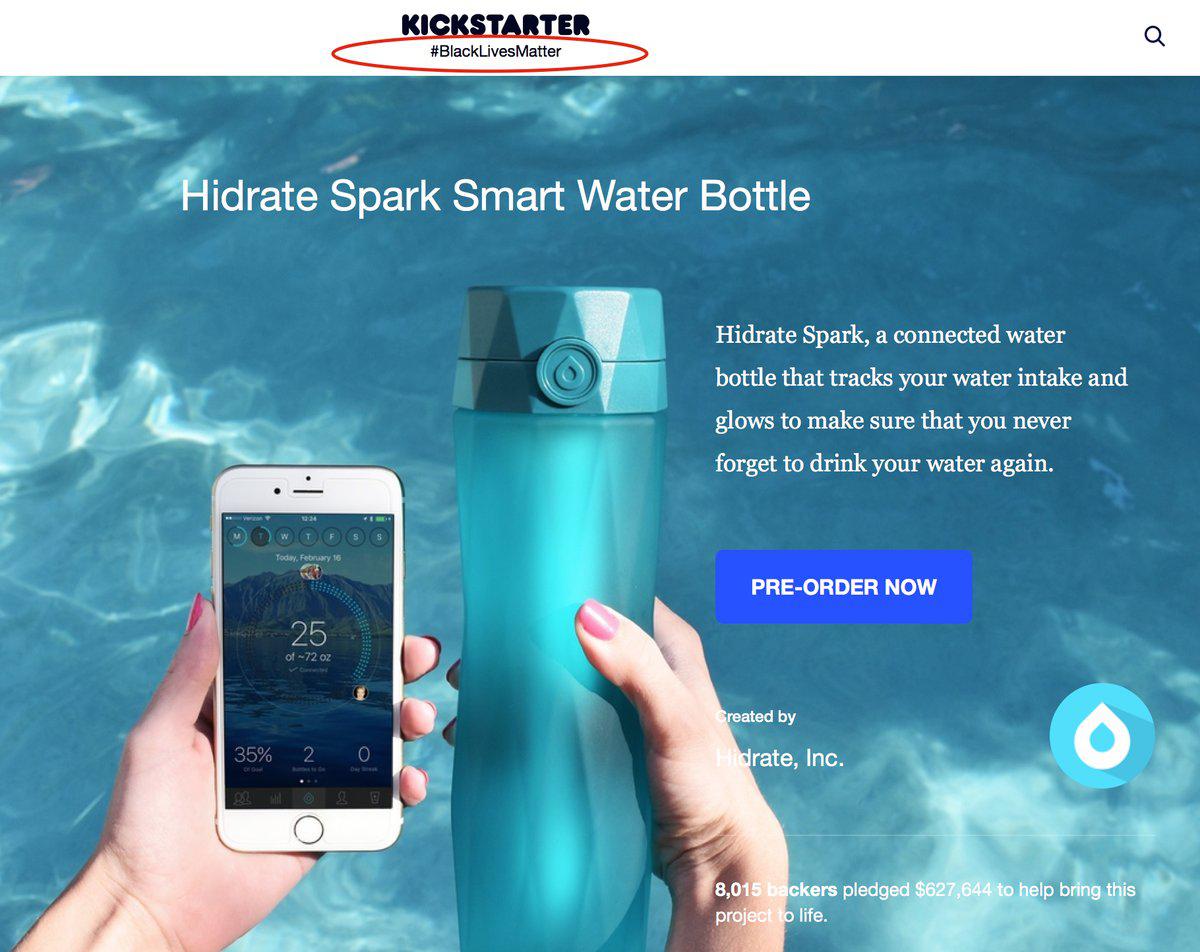 KICKSTARTER
#BlackLivesMatter
Hidrate Spark Smart Water Bottle
Hidrate Spark, a connected water
bottle that tracks your water intake and
glows to make sure that you never
forget to drink your water again.
Verizon 12:24
M T W T F S S
Today, February 16
25
of ~72 oz
Connected
35% 2 0
Of Goal Bottles to Go Day Streak
PRE-ORDER NOW
Created by
Hidrate, Inc.
8,015 backers pledged $627,644 to help bring this
project to life.